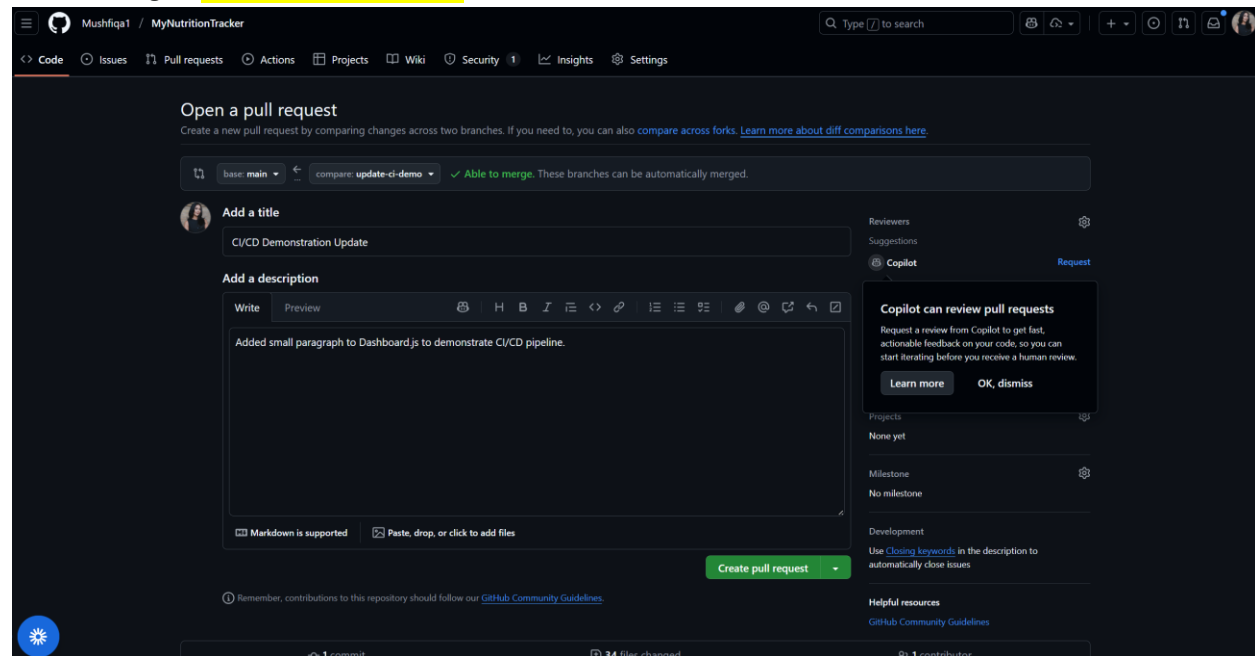 Mushfiqa1 / MyNutritionTracker
Type / to search
Code Issues Pull requests Actions Projects Wiki Security 1 Insights Settings
Open a pull request
Create a new pull request by comparing changes across two branches. If you need to, you can also compare across forks. Learn more about diff comparisons here.
base: main compare: update-ci-demo Able to merge. These branches can be automatically merged.
Add a title
CI/CD Demonstration Update
Add a description
Write Preview
Added small paragraph to Dashboard.js to demonstrate CI/CD pipeline.
Markdown is supported Paste, drop, or click to add files
Create pull request
Remember, contributions to this repository should follow our GitHub Community Guidelines.
Reviewers
Suggestions
Copilot Request
Copilot can review pull requests
Request a review from Copilot to get fast,
actionable feedback on your code, so you can
start iterating before you receive a human review.
Learn more OK, dismiss
Projects
None yet
Milestone
No milestone
Development
Use Closing keywords in the description to
automatically close issues
Helpful resources
GitHub Community Guidelines
1 commit 34 files changed 1 contributor